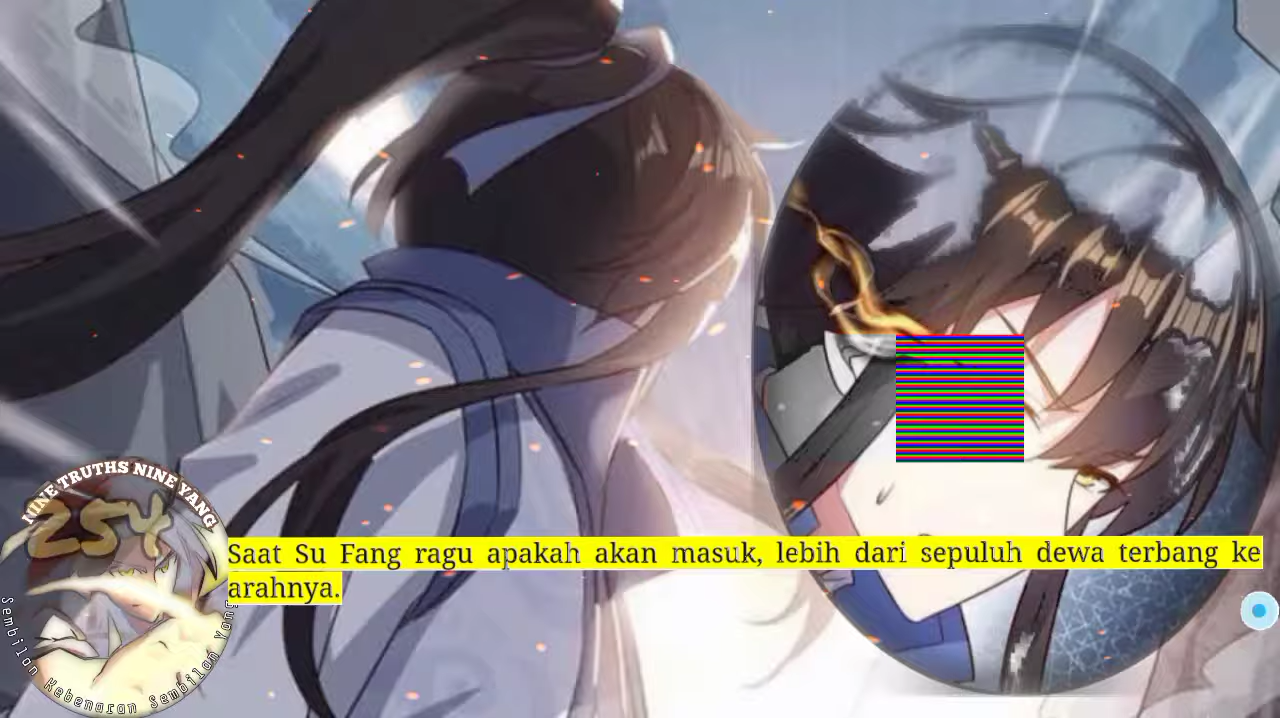 NINE TRUTHS NINE YANG
254
Saat Su Fang ragu apakah akan masuk, lebih dari sepuluh dewa terbang ke
arahnya.
Sembilan Kebenaran Sembilan Yang